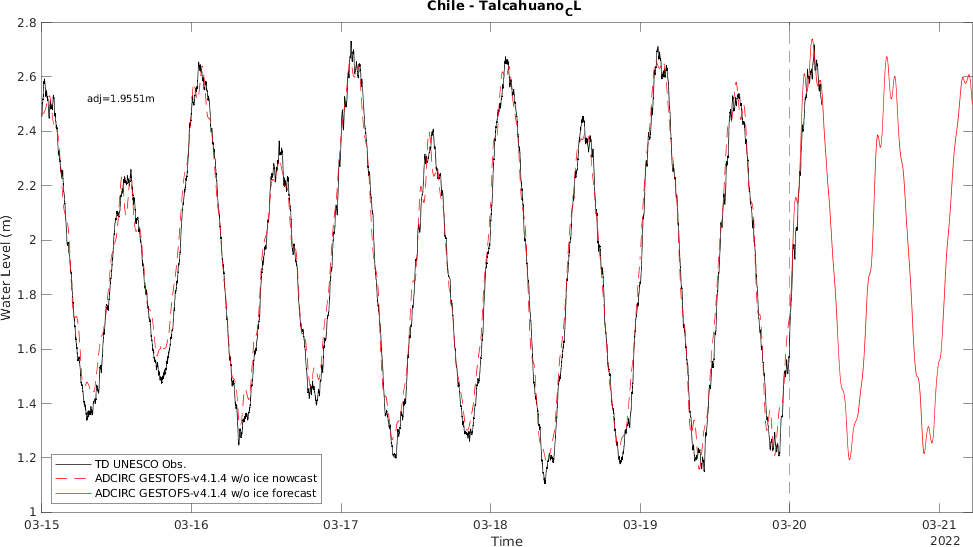 Chile - Talcahuano_CL
2.8
2.6
adj=1.9551m
2.4
2.2
2
Water Level (m)
1.8
1.6
1.4
1.2
TD UNESCO Obs.
ADCIRC GESTOFS-v4.1.4 w/o ice nowcast
ADCIRC GESTOFS-v4.1.4 w/o ice forecast
1
03-15 03-16 03-17 03-18 03-19 03-20 03-21
Time
2022